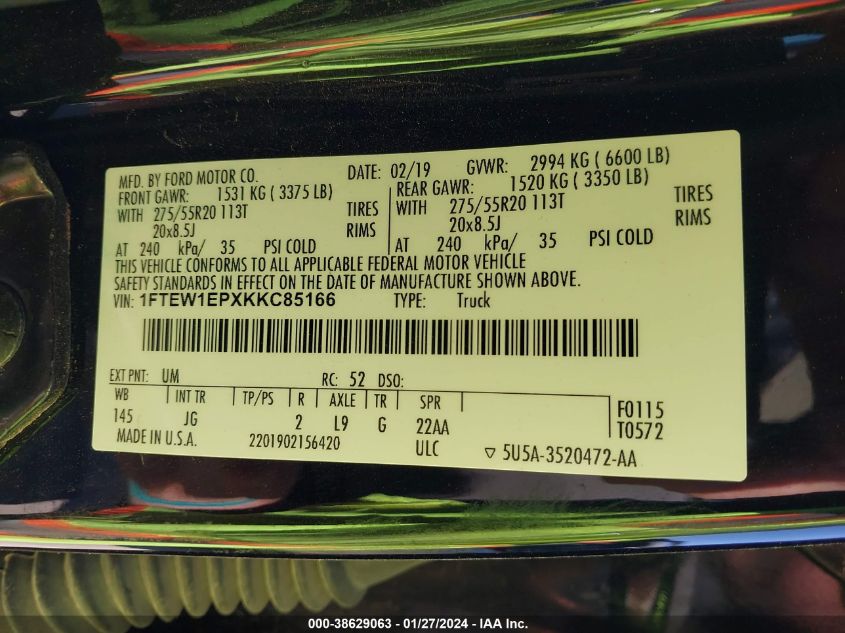 MFD. BY FORD MOTOR CO. DATE: 02/19 GVWR: 2994 KG ( 6600 LB)
FRONT GAWR: 1531 KG ( 3375 LB) REAR GAWR: 1520 KG ( 3350 LB)
WITH 275/55R20 113T TIRES WITH 275/55R20 113T TIRES
20x8.5J RIMS 20x8.5J RIMS
AT 240 kPa/ 35 PSI COLD AT 240 kPa/ 35 PSI COLD
THIS VEHICLE CONFORMS TO ALL APPLICABLE FEDERAL MOTOR VEHICLE
SAFETY STANDARDS IN EFFECT ON THE DATE OF MANUFACTURE SHOWN ABOVE.
VIN: 1FTEW1EPXKKC85166 TYPE: Truck
EXT PNT: UM RC: 52 DSO:
WB INT TR TP/PS R AXLE TR SPR
145 JG 2 L9 G 22AA F0115
T0572
MADE IN U.S.A. 2201902156420 ULC ▽ 5U5A-3520472-AA
000-38629063 - 01/27/2024 - IAA Inc.